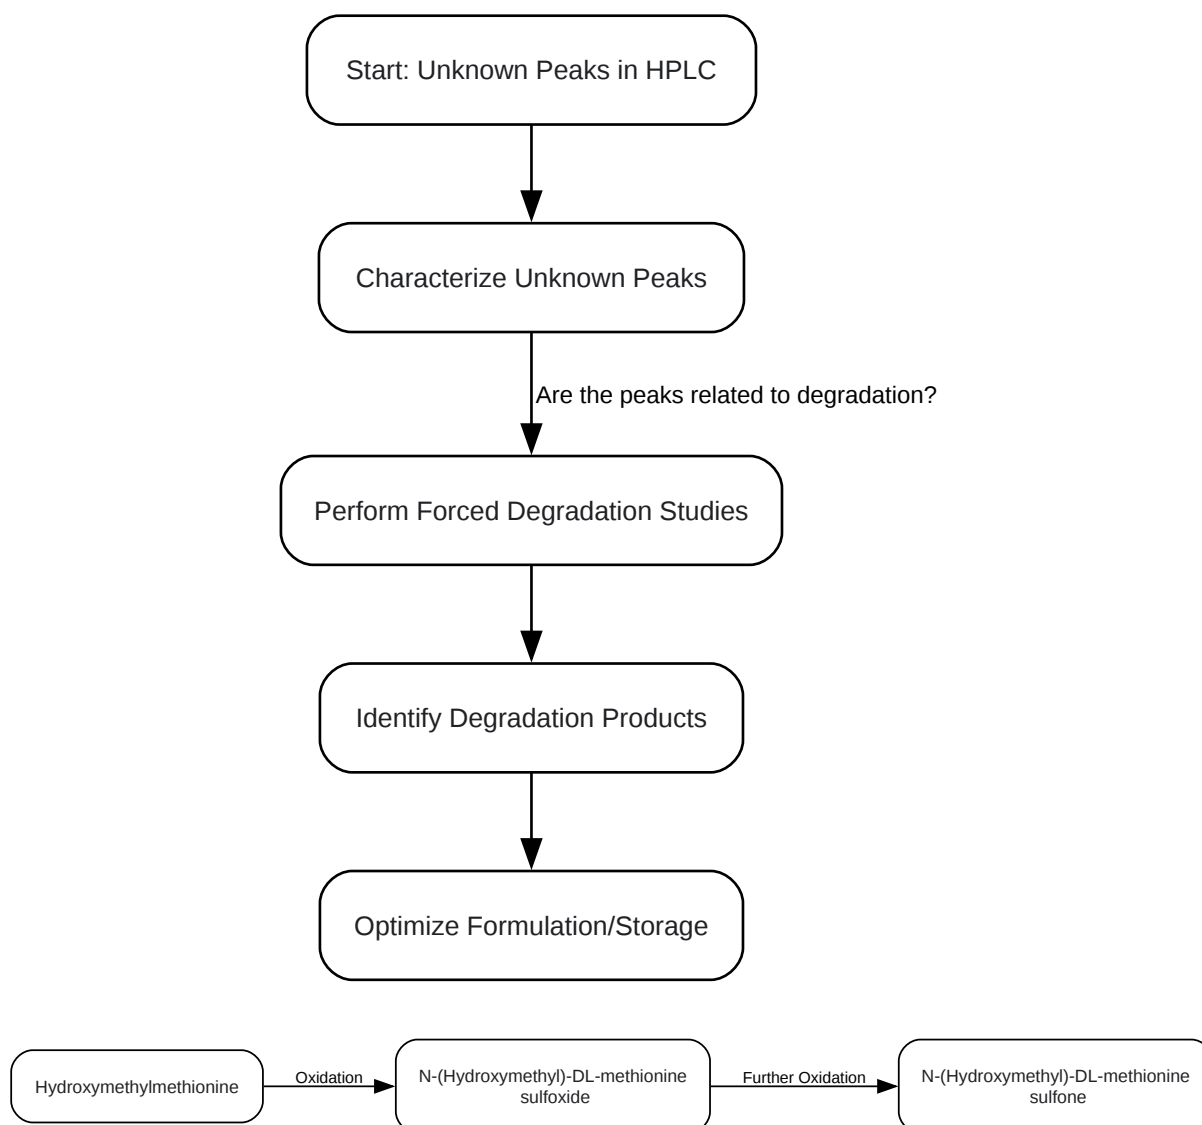 Start: Unknown Peaks in HPLC
Characterize Unknown Peaks
Are the peaks related to degradation?
Perform Forced Degradation Studies
Identify Degradation Products
Optimize Formulation/Storage
Hydroxymethylmethionine
Oxidation
N-(Hydroxymethyl)-DL-methionine
sulfoxide
Further Oxidation
N-(Hydroxymethyl)-DL-methionine
sulfone